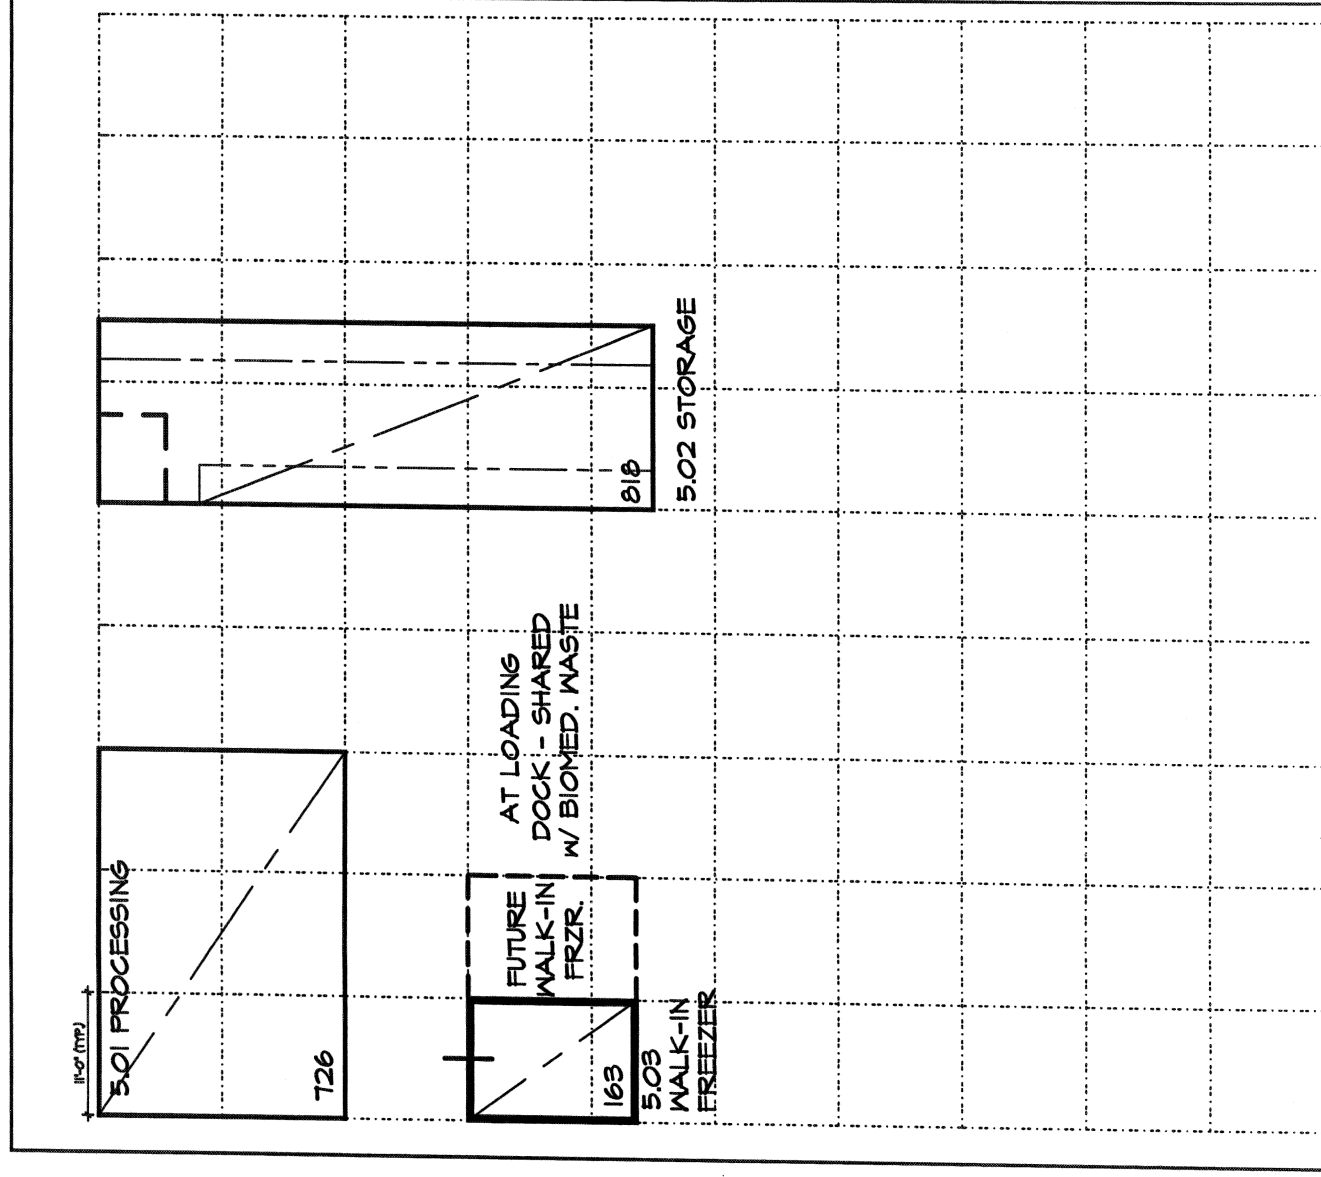 11'-0" (TYP.)
5.01 PROCESSING
726
818
5.02 STORAGE
AT LOADING
DOCK - SHARED
W/ BIOMED. WASTE
FUTURE
WALK-IN
FRZR.
163
5.03
WALK-IN
FREEZER